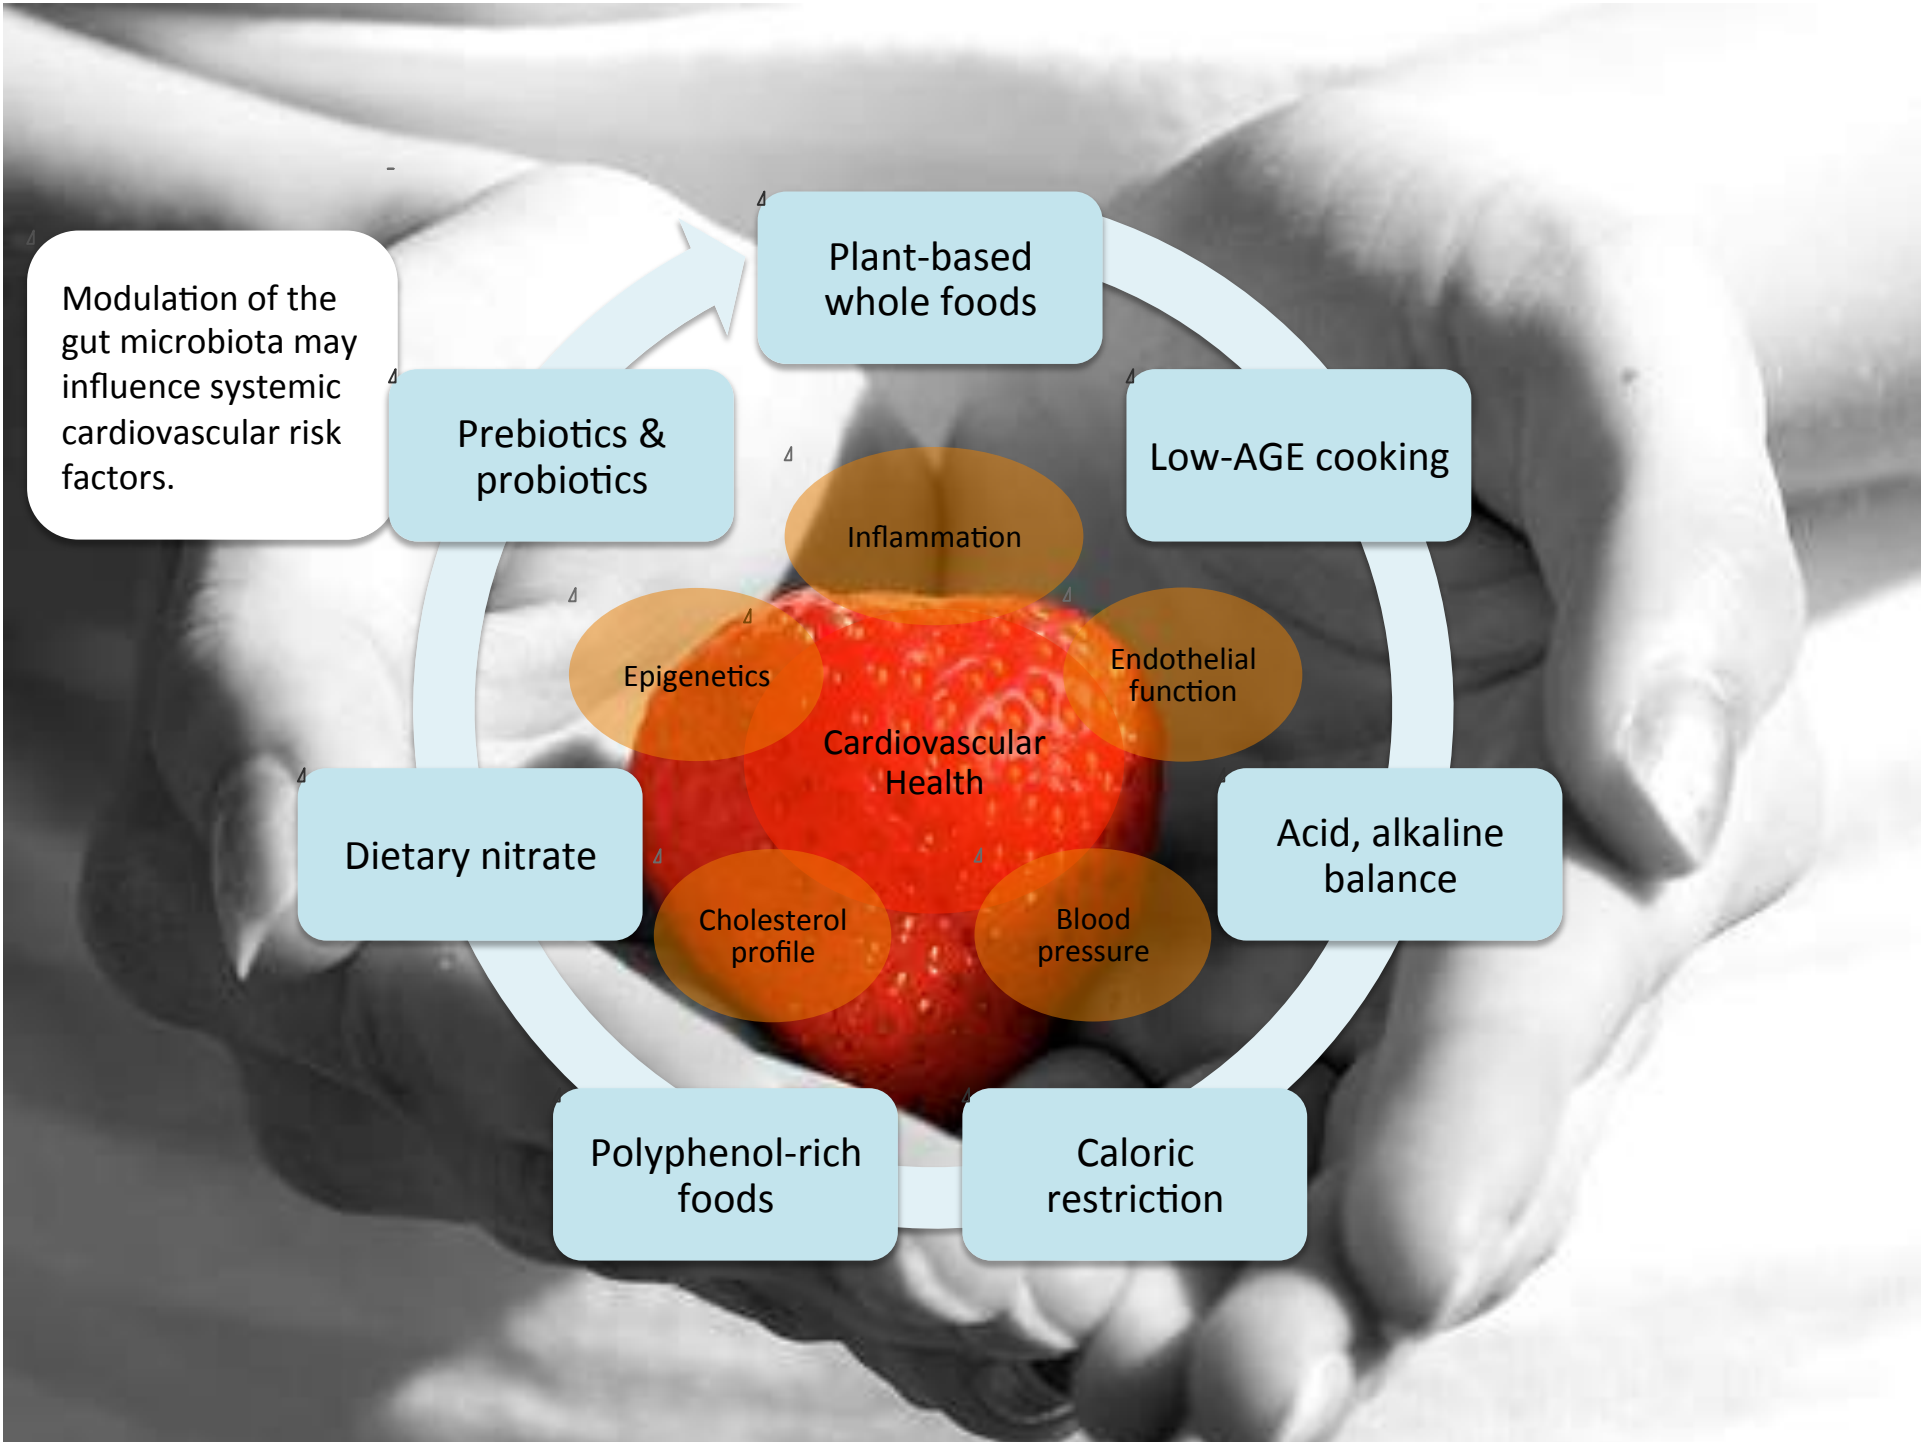 Plant-based
whole foods
Modulation of the
gut microbiota may
influence systemic
cardiovascular risk
factors.
Prebiotics &
probiotics
Low-AGE cooking
Inflammation
Epigenetics
Endothelial
function
Cardiovascular
Health
Dietary nitrate
Acid, alkaline
balance
Cholesterol
profile
Blood
pressure
Polyphenol-rich
foods
Caloric
restriction